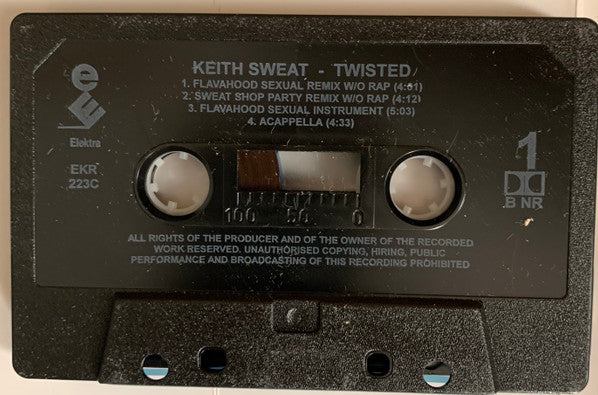 KEITH SWEAT - TWISTED
1. FLAVAHOOD SEXUAL REMIX W/O RAP (4:01)
2. SWEAT SHOP PARTY REMIX W/O RAP (4:12)
3. FLAVAHOOD SEXUAL INSTRUMENT (5:03)
4. ACAPPELLA (4:33)
Elektra
EKR
223C
1
B NR
100 50 0
ALL RIGHTS OF THE PRODUCER AND OF THE OWNER OF THE RECORDED
WORK RESERVED. UNAUTHORISED COPYING, HIRING, PUBLIC
PERFORMANCE AND BROADCASTING OF THIS RECORDING PROHIBITED